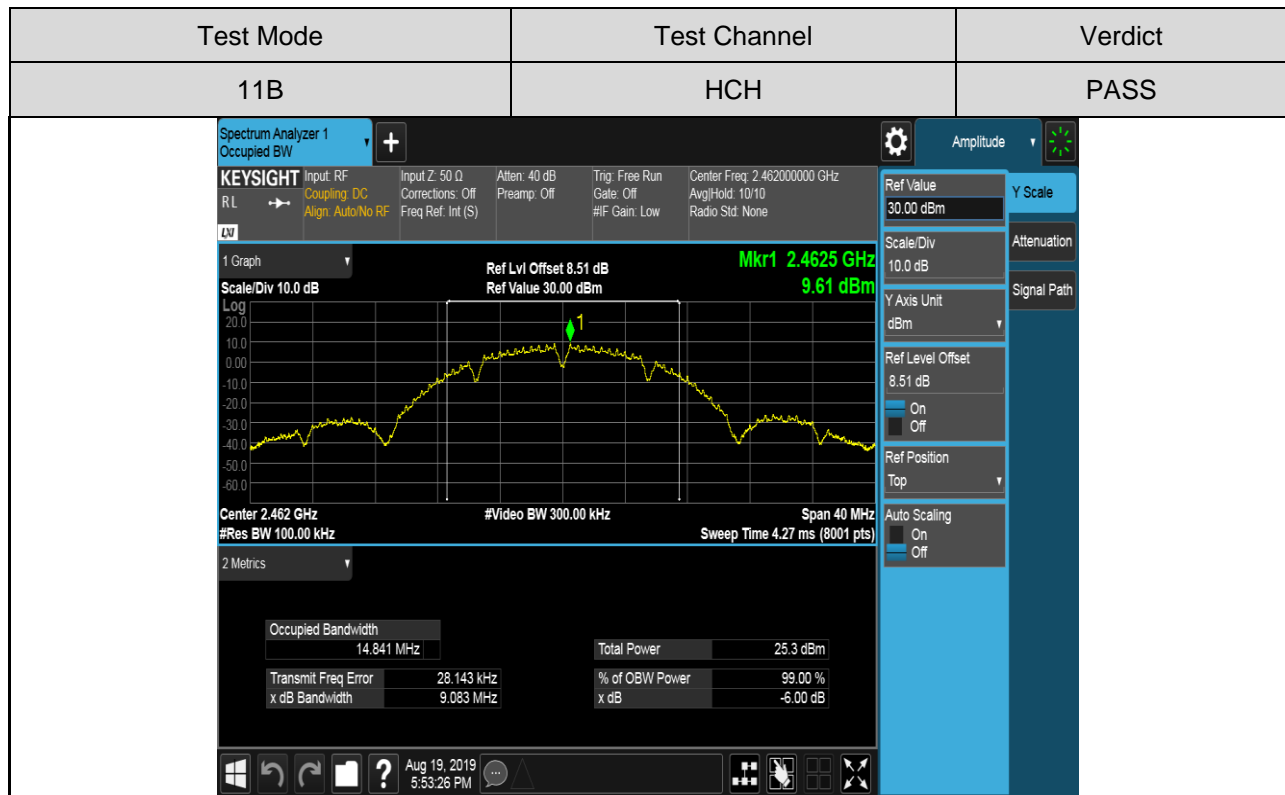 Test Mode Test Channel Verdict
11B HCH PASS
Spectrum Analyzer 1
Occupied BW
+
Amplitude
KEYSIGHT Input: RF Input Z: 50 Ω Atten: 40 dB Trig: Free Run Center Freq: 2.462000000 GHz
RL Coupling: DC Corrections: Off Preamp: Off Gate: Off Avg|Hold: 10/10
Align: Auto/No RF Freq Ref: Int (S) #IF Gain: Low Radio Std: None
LXI
Ref Value
30.00 dBm
Y Scale
Scale/Div
10.0 dB
Attenuation
Y Axis Unit
dBm
Signal Path
Ref Level Offset
8.51 dB
On
Off
Ref Position
Top
Auto Scaling
On
Off
1 Graph Ref Lvl Offset 8.51 dB Mkr1 2.4625 GHz
Scale/Div 10.0 dB Ref Value 30.00 dBm 9.61 dBm
Log
1
20.0
10.0
0.00
-10.0
-20.0
-30.0
-40.0
-50.0
-60.0
Center 2.462 GHz #Video BW 300.00 kHz Span 40 MHz
#Res BW 100.00 kHz Sweep Time 4.27 ms (8001 pts)
2 Metrics
Occupied Bandwidth
14.841 MHz Total Power 25.3 dBm
Transmit Freq Error 28.143 kHz % of OBW Power 99.00 %
x dB Bandwidth 9.083 MHz x dB -6.00 dB
? Aug 19, 2019
5:53:26 PM